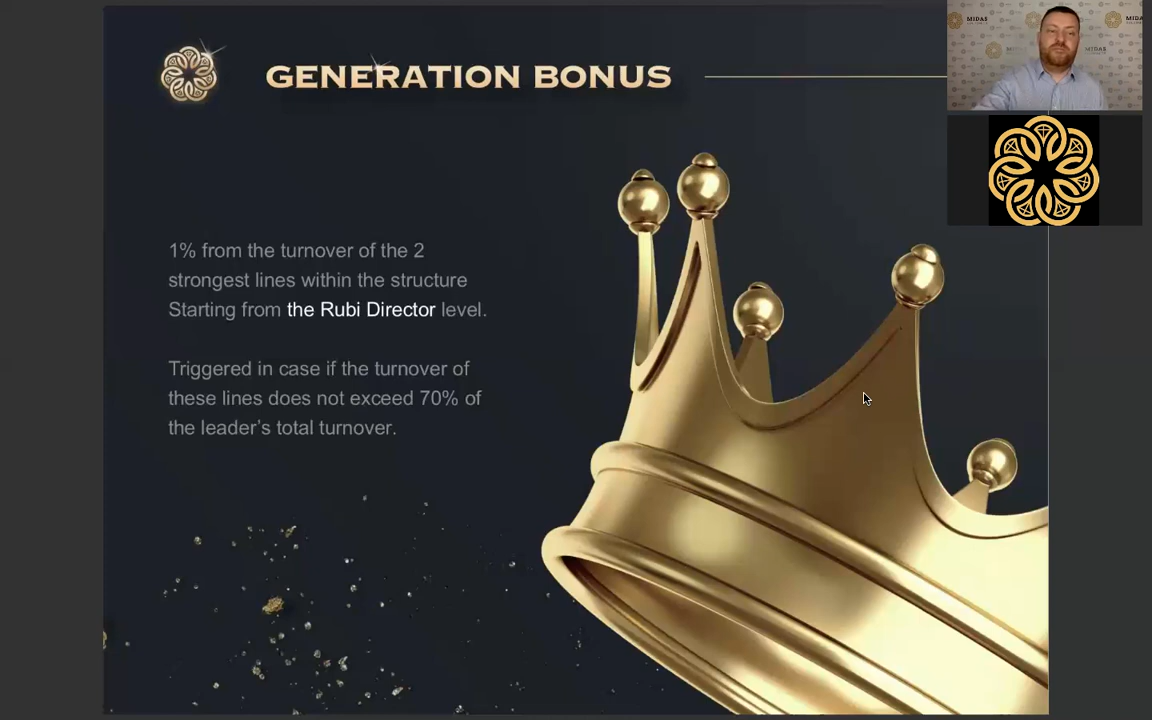 GENERATION BONUS
MIDAS
MIDAS
1% from the turnover of the 2
strongest lines within the structure
Starting from the Rubi Director level.
Triggered in case if the turnover of
these lines does not exceed 70% of
the leader's total turnover.